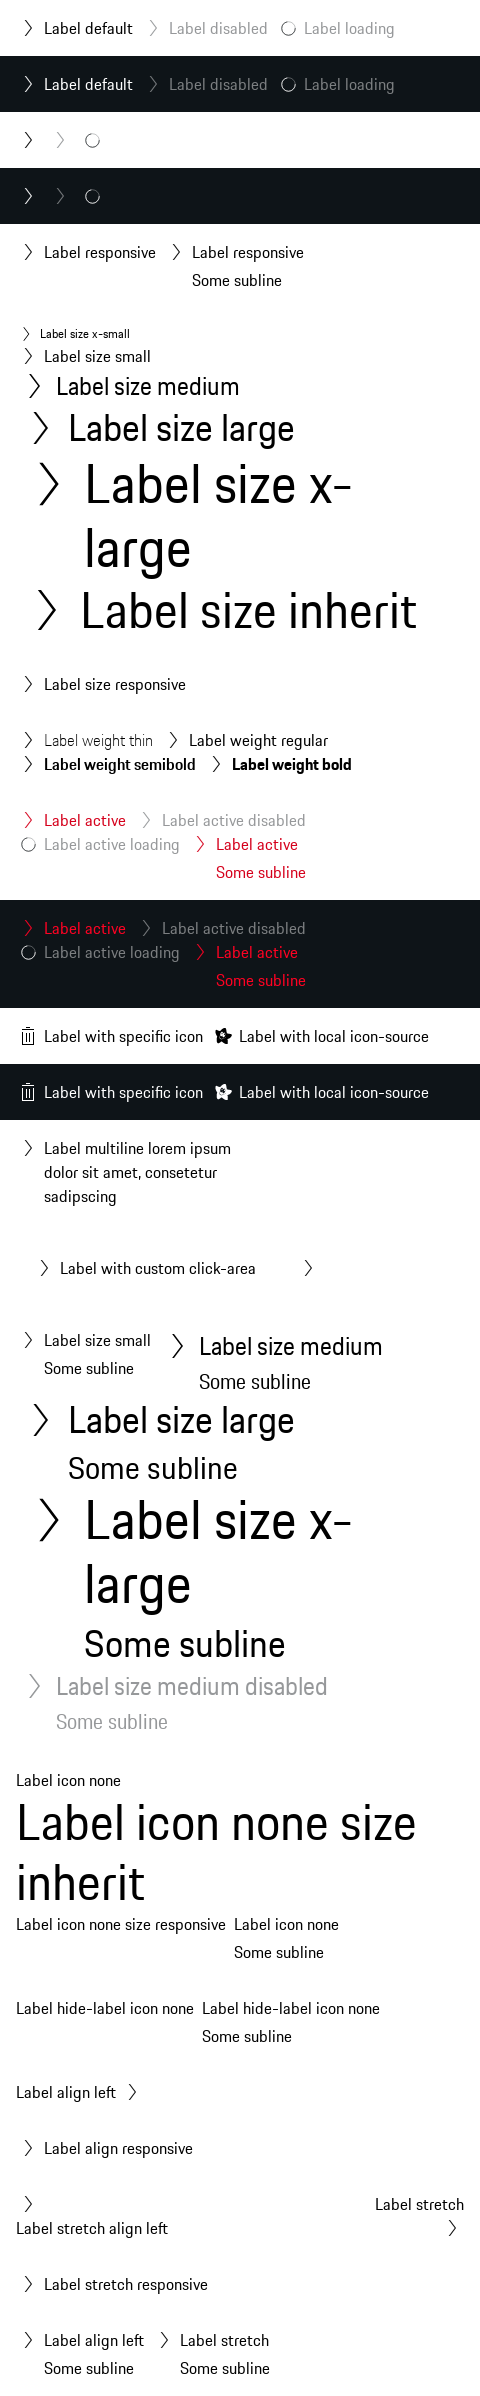 Label default Label disabled Label loading
Label default Label disabled Label loading
Label responsive Label responsive
Some subline
Label size x-small
Label size small
Label size medium
Label size large
Label size x-
large
Label size inherit
Label size responsive
Label weight thin Label weight regular
Label weight semibold Label weight bold
Label active Label active disabled
Label active loading Label active
Some subline
Label active Label active disabled
Label active loading Label active
Some subline
Label with specific icon Label with local icon-source
Label with specific icon Label with local icon-source
Label multiline lorem ipsum
dolor sit amet, consetetur
sadipscing
Label with custom click-area
Label size small Label size medium
Some subline Some subline
Label size large
Some subline
Label size x-
large
Some subline
Label size medium disabled
Some subline
Label icon none
Label icon none size
inherit
Label icon none size responsive Label icon none
Some subline
Label hide-label icon none Label hide-label icon none
Some subline
Label align left
Label align responsive
Label stretch
Label stretch align left
Label stretch responsive
Label align left Label stretch
Some subline Some subline